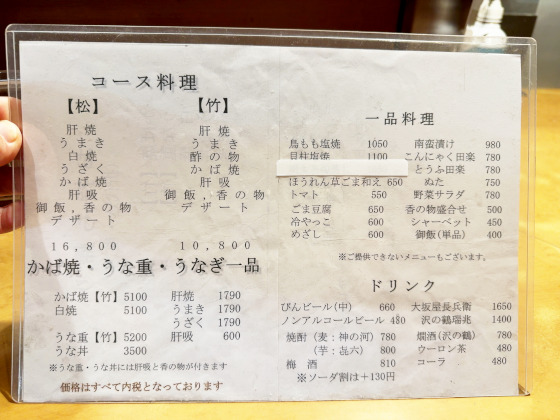 コース料理
【松】 【竹】
肝焼 肝焼
うまき うまき
白焼 酢の物
うざく かば焼
かば焼 肝吸
肝吸 御飯,香の物
御飯,香の物 デザート
デザート
16,800 10,800
かば焼・うな重・うなぎ一品
かば焼【竹】5100 肝焼 1790
白焼 5100 うまき 1790
うざく 1790
うな重【竹】5200 肝吸 600
うな丼 3500
※うな重・うな丼には肝吸と香の物が付きます
価格はすべて内税となっております
一品料理
鳥もも塩焼 1050 南蛮漬け 980
貝柱塩焼 1100 こんにゃく田楽 780
とうふ田楽 780
ほうれん草ごま和え 650 ぬた 750
トマト 550 野菜サラダ 780
ごま豆腐 650 香の物盛合せ 500
冷やっこ 600 シャーベット 450
めざし 600 御飯(単品) 400
※ご提供できないメニューもございます。
ドリンク
びんビール(中) 660 大坂屋長兵衛 1650
ノンアルコールビール 480 沢の鶴瑞兆 1400
焼酎(麦:神の河) 780 燗酒(沢の鶴) 780
(芋:㐂六) 800 ウーロン茶 480
梅酒 810 コーラ 480
※ソーダ割は+130円